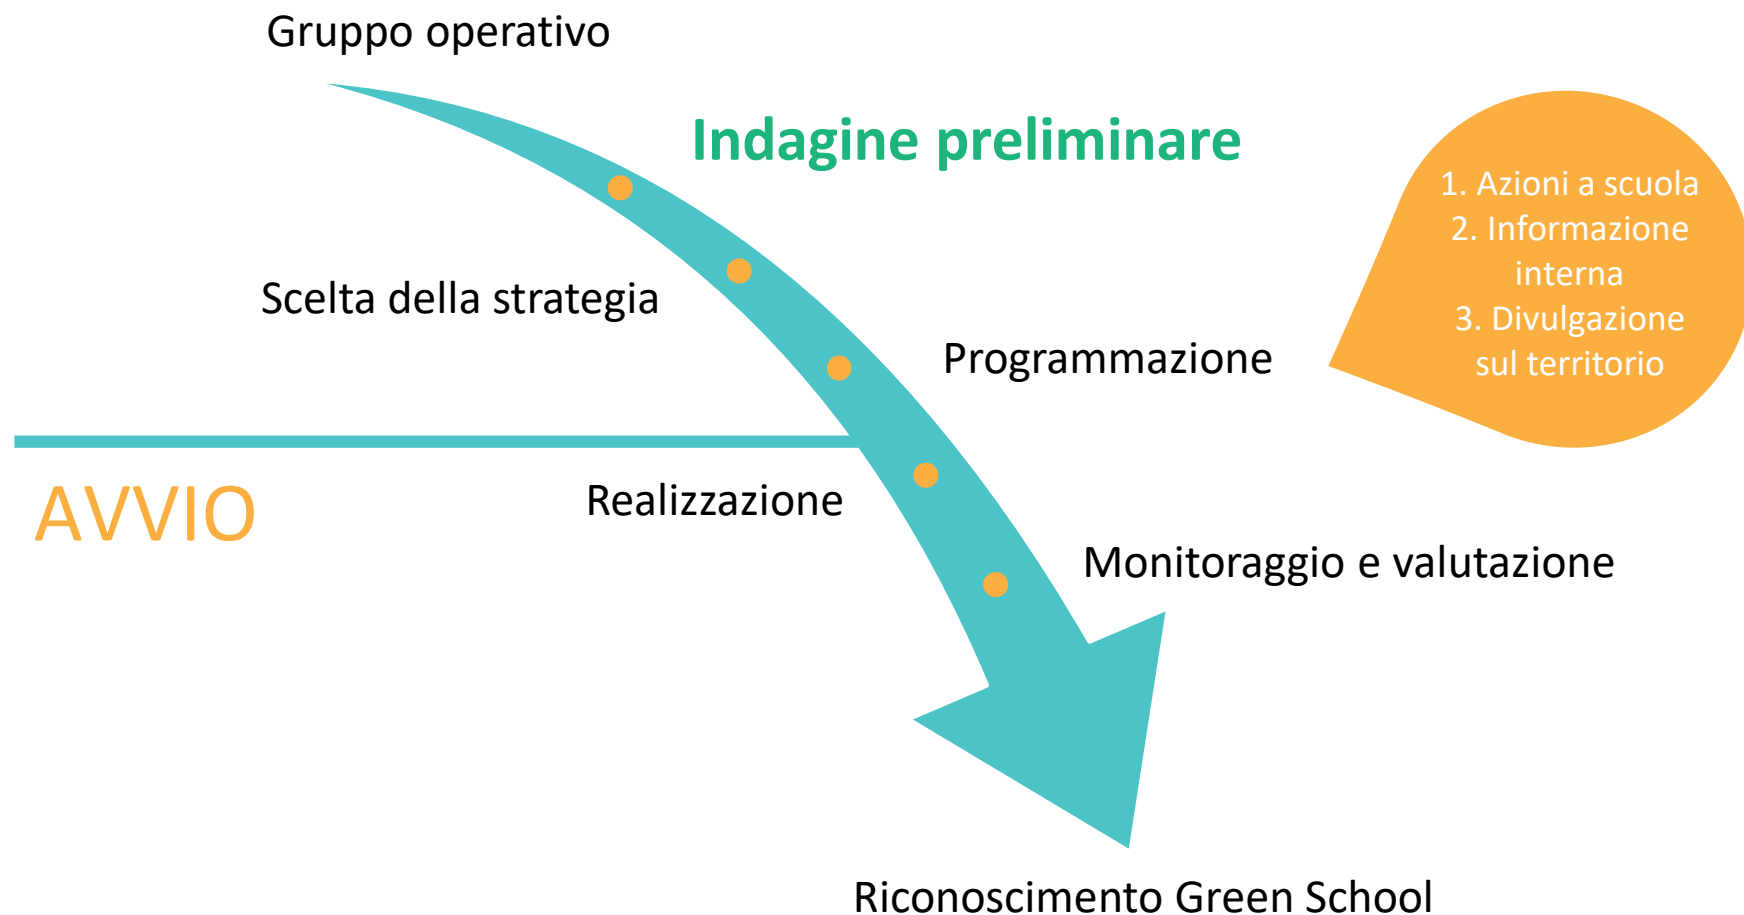 Gruppo operativo
Indagine preliminare
1. Azioni a scuola
2. Informazione
interna
3. Divulgazione
sul territorio
Scelta della strategia
Programmazione
AVVIO
Realizzazione
Monitoraggio e valutazione
Riconoscimento Green School